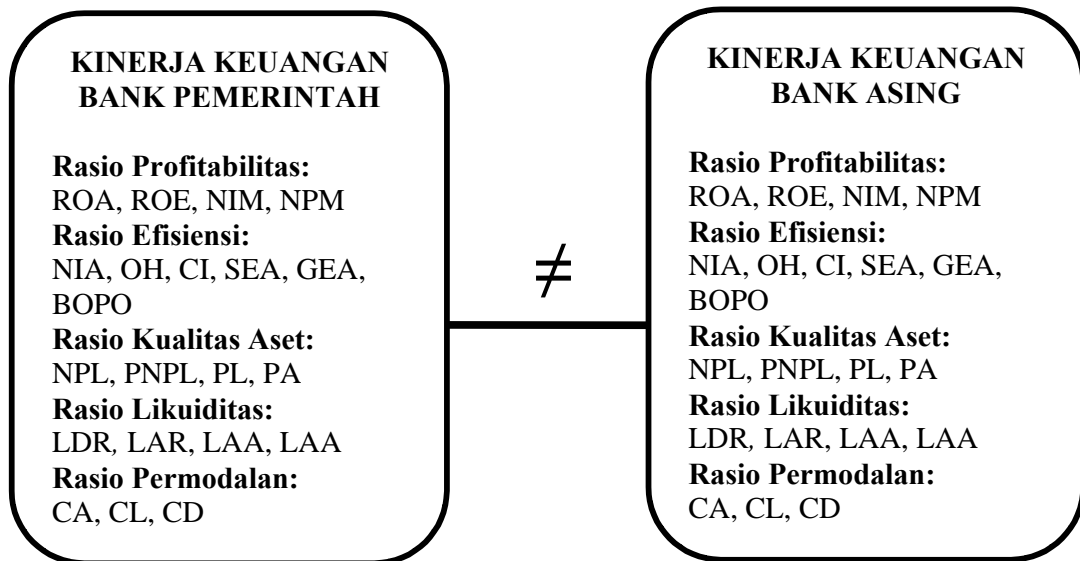 KINERJA KEUANGAN
BANK PEMERINTAH
Rasio Profitabilitas:
ROA, ROE, NIM, NPM
Rasio Efisiensi:
NIA, OH, CI, SEA, GEA,
BOPO
Rasio Kualitas Aset:
NPL, PNPL, PL, PA
Rasio Likuiditas:
LDR, LAR, LAA, LAA
Rasio Permodalan:
CA, CL, CD
≠
KINERJA KEUANGAN
BANK ASING
Rasio Profitabilitas:
ROA, ROE, NIM, NPM
Rasio Efisiensi:
NIA, OH, CI, SEA, GEA,
BOPO
Rasio Kualitas Aset:
NPL, PNPL, PL, PA
Rasio Likuiditas:
LDR, LAR, LAA, LAA
Rasio Permodalan:
CA, CL, CD